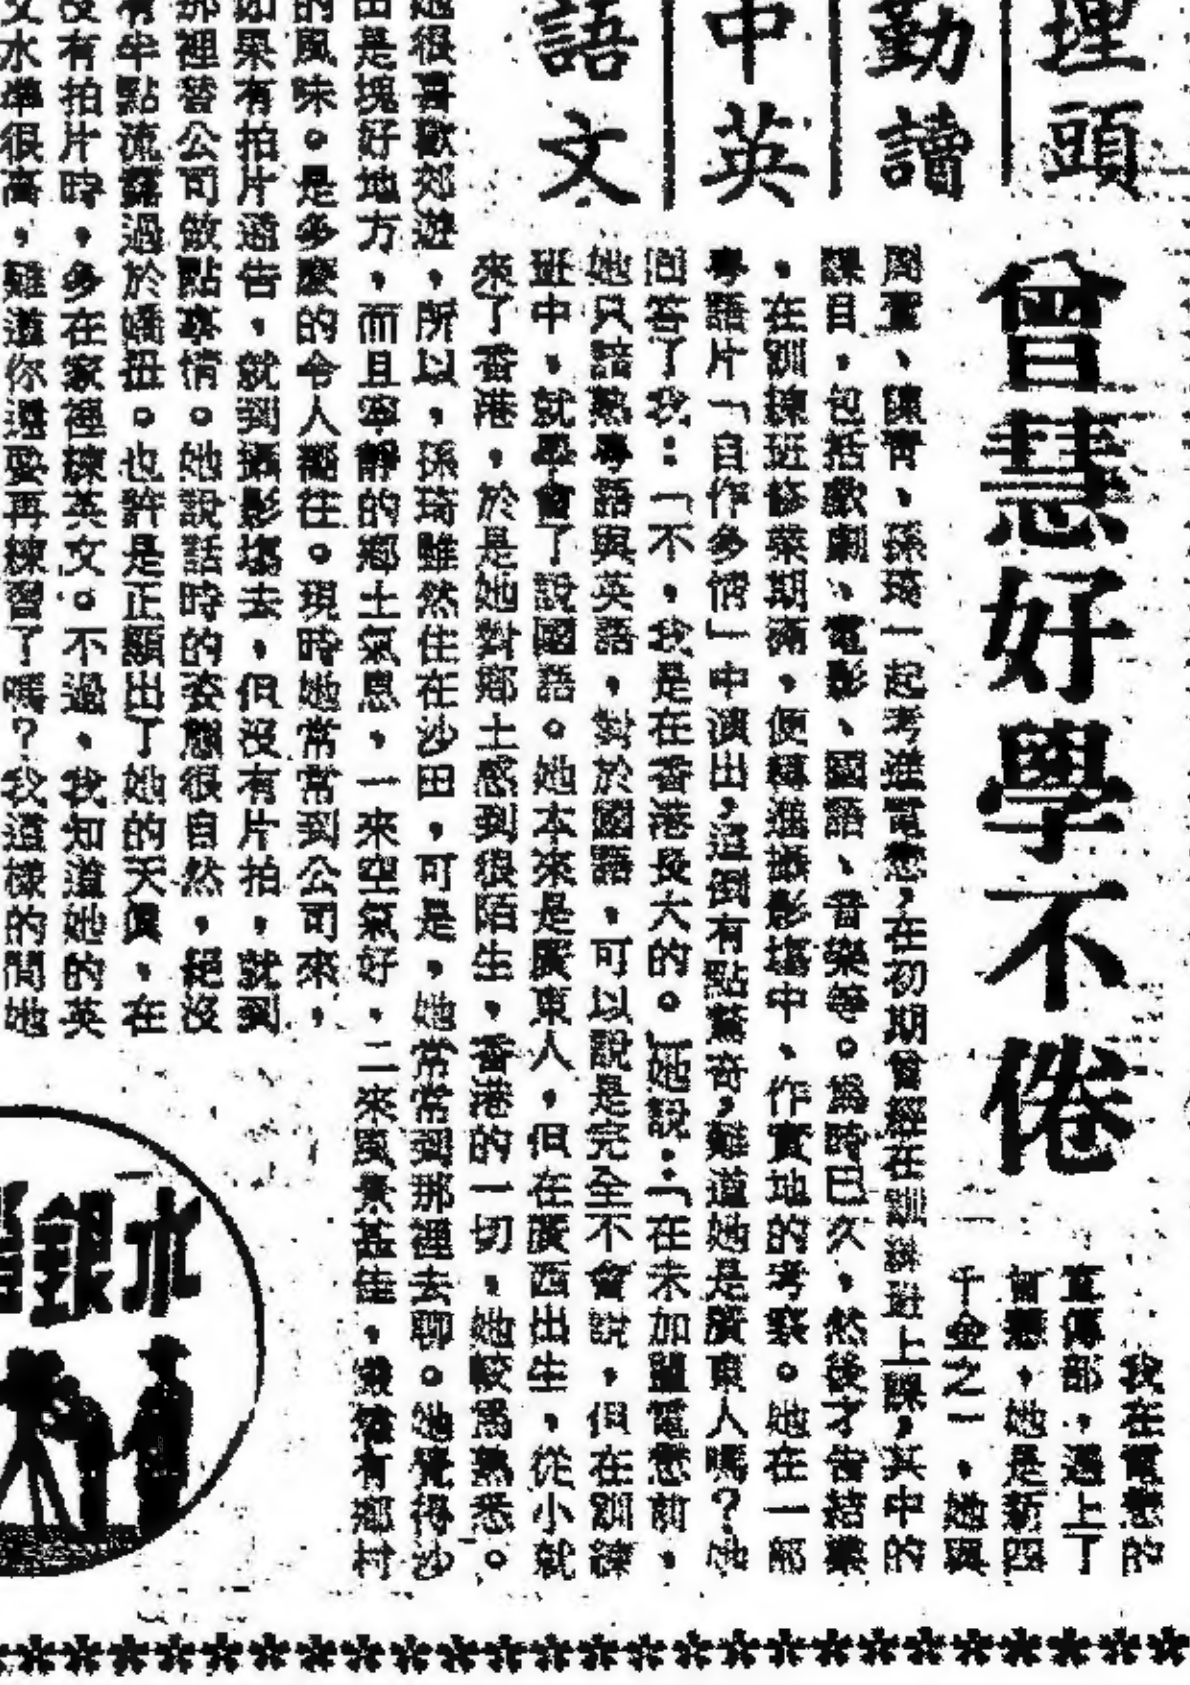 埋頭
勤讀
中英
語文
曾慧好學不倦
我在電懋的
宣傳部，遇上了
曾慧，她是新四
千金之一，她與
周萱、陳菁、孫琦一起考進電懋，在初期曾經在訓練班上課，其中的
課目，包括歌劇、電影、國語、音樂等。為時已久，然後才告結業
，在訓練班修業期滿，便轉進攝影塲中，作實地的考察。她在一部
粵語片「自作多情」中演出，這倒有點驚奇，難道她是廣東人嗎？她
回答了我：「不，我是在香港長大的。」她說：「在未加盟電懋前，
她只諳熟粵語與英語，對於國語，可以說是完全不會說，但在訓練
班中，就學會了說國語。她本來是廣東人，但在廣西出生，從小就
來了香港，於是她對鄉土感到很陌生，香港的一切，她較爲熟悉。
她很喜歡郊遊，所以，孫琦雖然住在沙田，可是，她常常到那裡去聊。她覺得沙
田是塊好地方，而且寧靜的鄉土氣息，一來空氣好，二來風景甚佳，幾條有鄉村
的風味。是多麼的令人嚮往。現時她常常到公司來，
如果有拍片通告，就到攝影塲去，但沒有片拍，就到
那裡替公司做點事情。她說話時的姿態很自然，絕沒
有半點流露過於嬌扭。也許是正顯出了她的天真，在
沒有拍片時，多在家裡練英文。不過，我知道她的英
文水準很高，難道你還要再練習了嗎？我這樣的問她
水銀